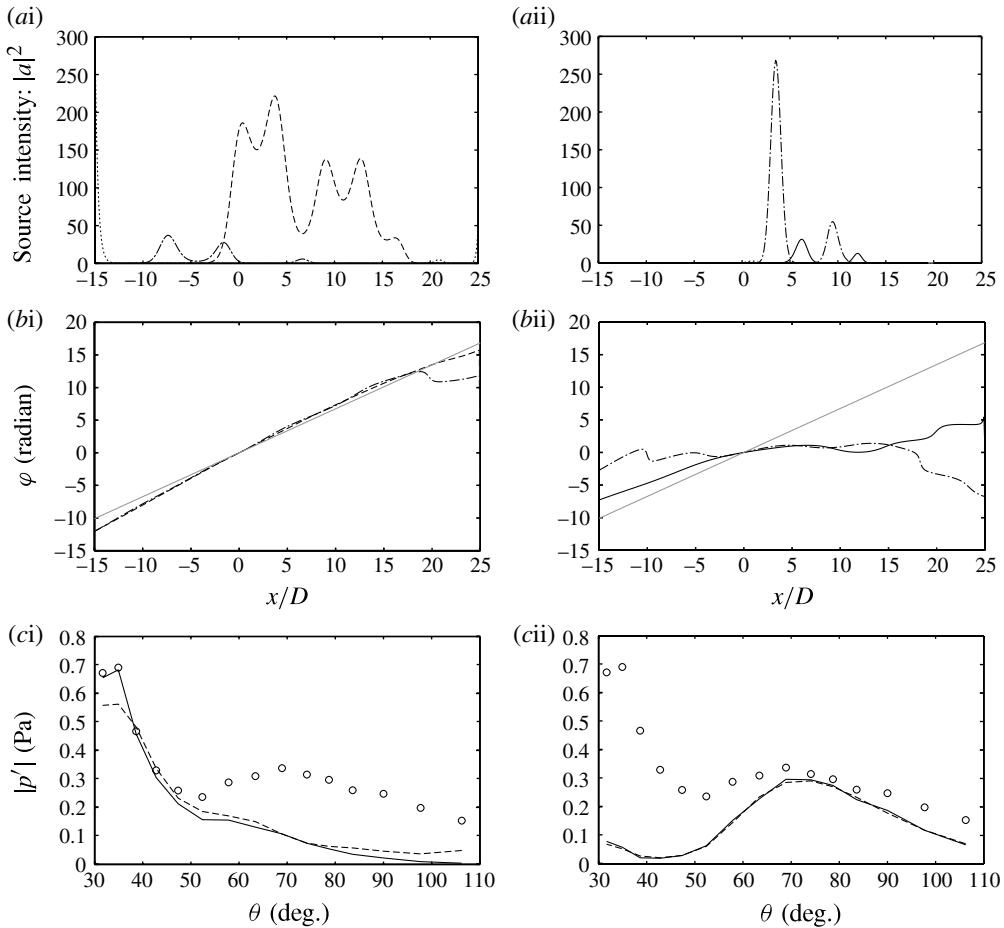 (ai)
(aii)
300
250
200
150
100
50
0
Source intensity: |a|²
−15 −10 −5 0 5 10 15 20 25
300
250
200
150
100
50
0
−15 −10 −5 0 5 10 15 20 25
(bi)
(bii)
20
15
10
5
0
−5
−10
−15
φ (radian)
−15 −10 −5 0 5 10 15 20 25
x/D
20
15
10
5
0
−5
−10
−15
−15 −10 −5 0 5 10 15 20 25
x/D
(ci)
(cii)
0.8
0.7
0.6
0.5
0.4
0.3
0.2
0.1
0
|p′| (Pa)
30 40 50 60 70 80 90 100 110
θ (deg.)
0.8
0.7
0.6
0.5
0.4
0.3
0.2
0.1
0
30 40 50 60 70 80 90 100 110
θ (deg.)